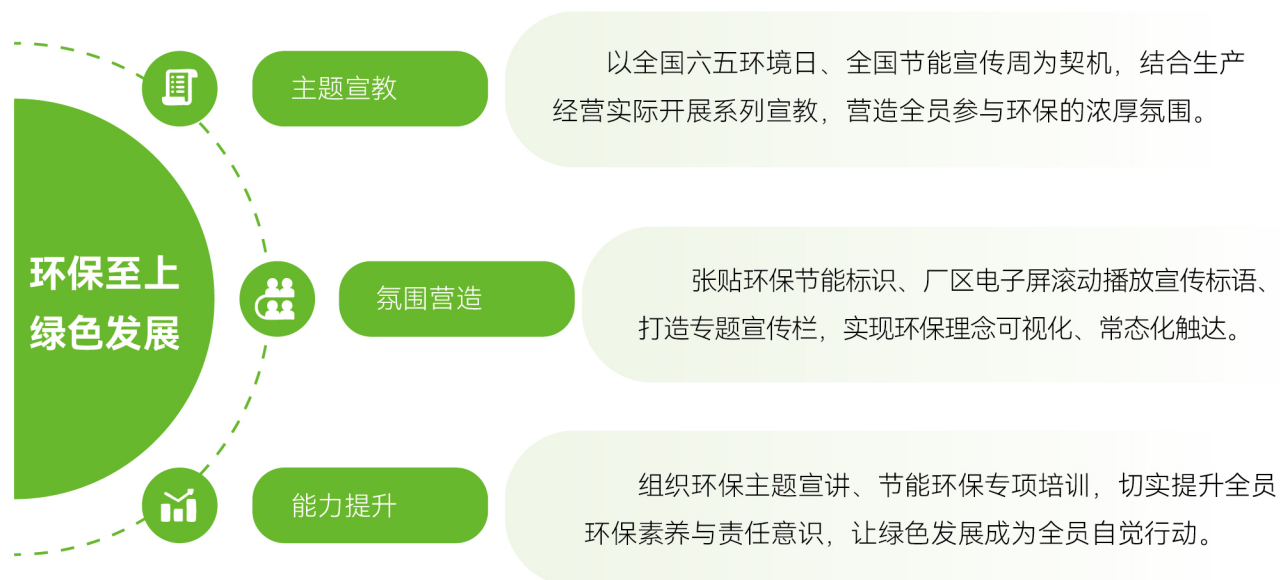 环保至上
绿色发展
主题宣教
以全国六五环境日、全国节能宣传周为契机，结合生产
经营实际开展系列宣教，营造全员参与环保的浓厚氛围。
氛围营造
张贴环保节能标识、厂区电子屏滚动播放宣传标语、
打造专题宣传栏，实现环保理念可视化、常态化触达。
能力提升
组织环保主题宣讲、节能环保专项培训，切实提升全员
环保素养与责任意识，让绿色发展成为全员自觉行动。